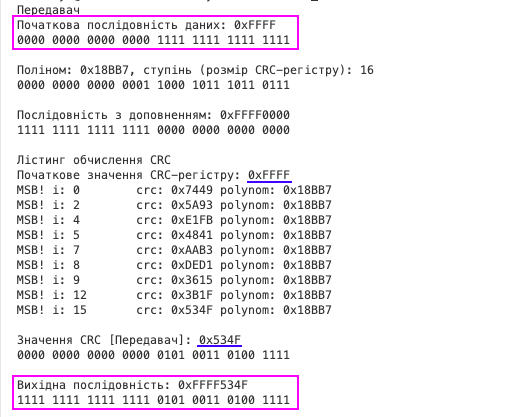 Передавач
Початкова послідовність даних: 0xFFFF
0000 0000 0000 0000 1111 1111 1111 1111
Поліном: 0x18BB7, ступінь (розмір CRC-регістру): 16
0000 0000 0000 0001 1000 1011 1011 0111
Послідовність з доповненням: 0xFFFF0000
1111 1111 1111 1111 0000 0000 0000 0000
Лістинг обчислення CRC
Початкове значення CRC-регістру: 0xFFFF
MSB! i: 0 crc: 0x7449 polynom: 0x18BB7
MSB! i: 2 crc: 0x5A93 polynom: 0x18BB7
MSB! i: 4 crc: 0xE1FB polynom: 0x18BB7
MSB! i: 5 crc: 0x4841 polynom: 0x18BB7
MSB! i: 7 crc: 0xAAB3 polynom: 0x18BB7
MSB! i: 8 crc: 0xDED1 polynom: 0x18BB7
MSB! i: 9 crc: 0x3615 polynom: 0x18BB7
MSB! i: 12 crc: 0x3B1F polynom: 0x18BB7
MSB! i: 15 crc: 0x534F polynom: 0x18BB7
Значення CRC [Передавач]: 0x534F
0000 0000 0000 0000 0101 0011 0100 1111
Вихідна послідовність: 0xFFFF534F
1111 1111 1111 1111 0101 0011 0100 1111